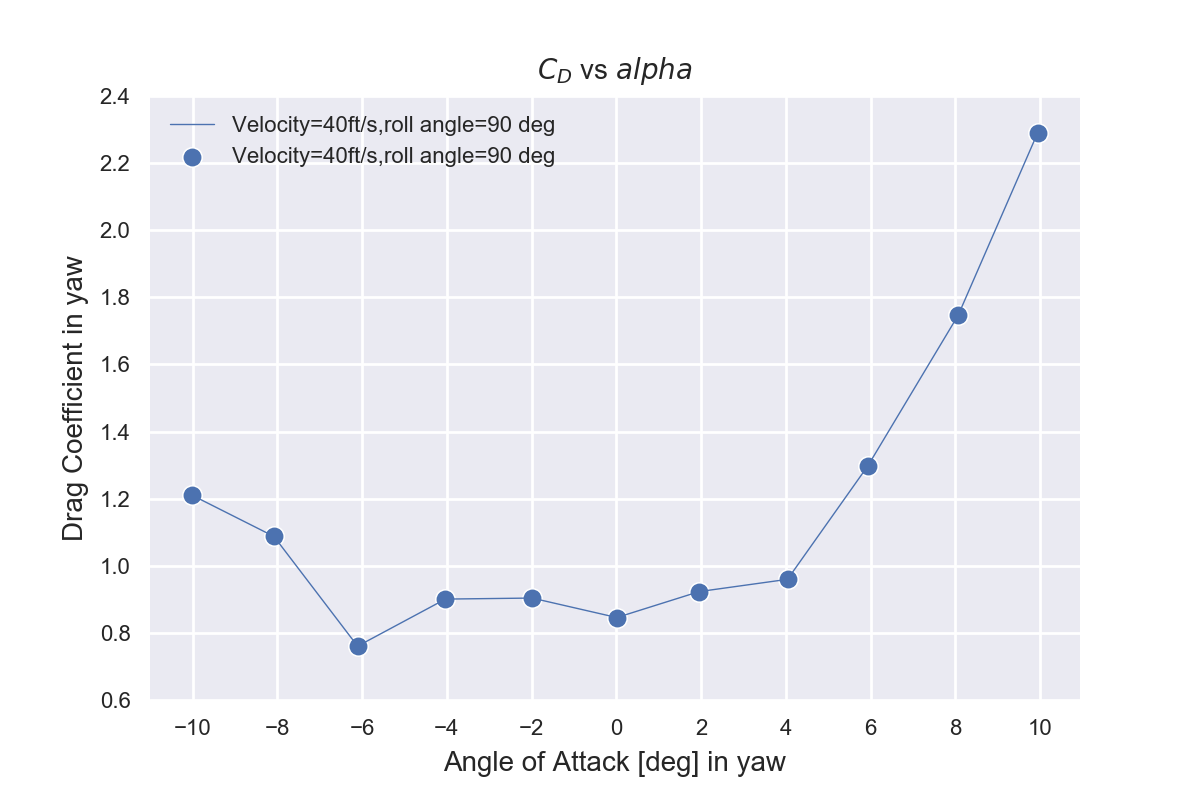 C_D vs alpha
Velocity=40ft/s,roll angle=90 deg
Velocity=40ft/s,roll angle=90 deg
Drag Coefficient in yaw
2.4
2.2
2.0
1.8
1.6
1.4
1.2
1.0
0.8
0.6
−10 −8 −6 −4 −2 0 2 4 6 8 10
Angle of Attack [deg] in yaw